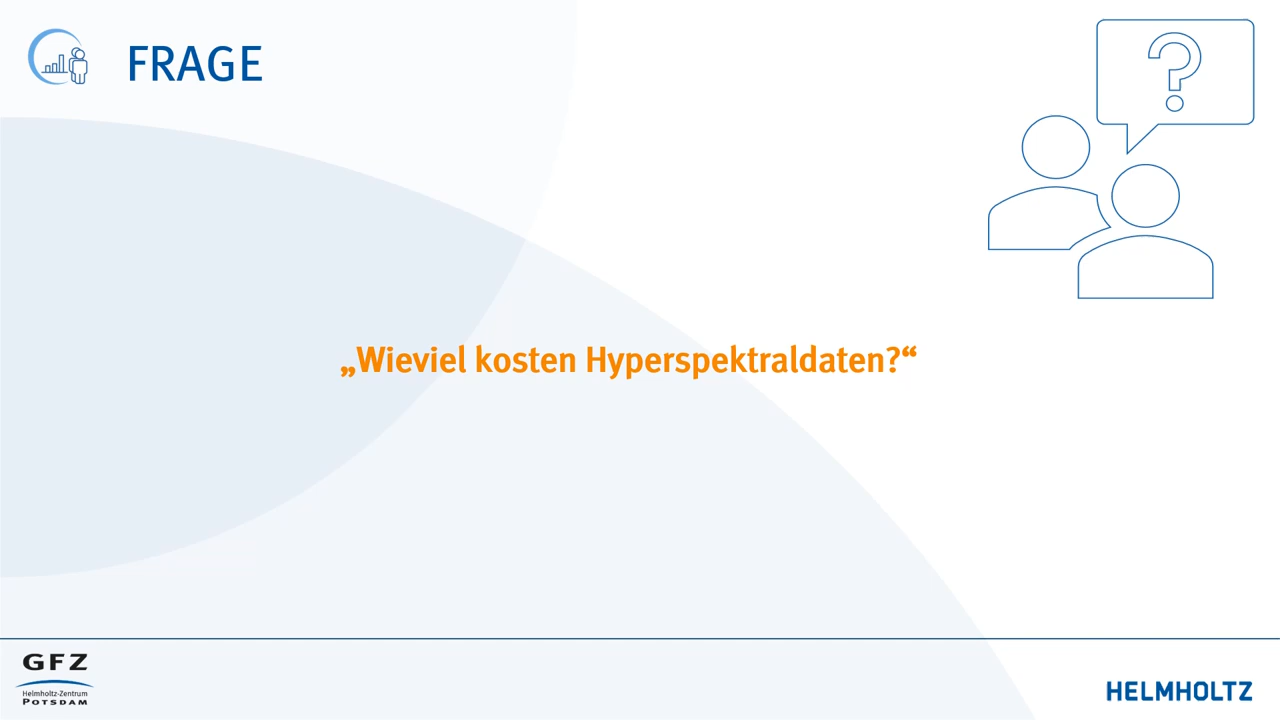 FRAGE
?
„Wieviel kosten Hyperspektraldaten?“
GFZ
Helmholtz-Zentrum
POTSDAM
HELMHOLTZ